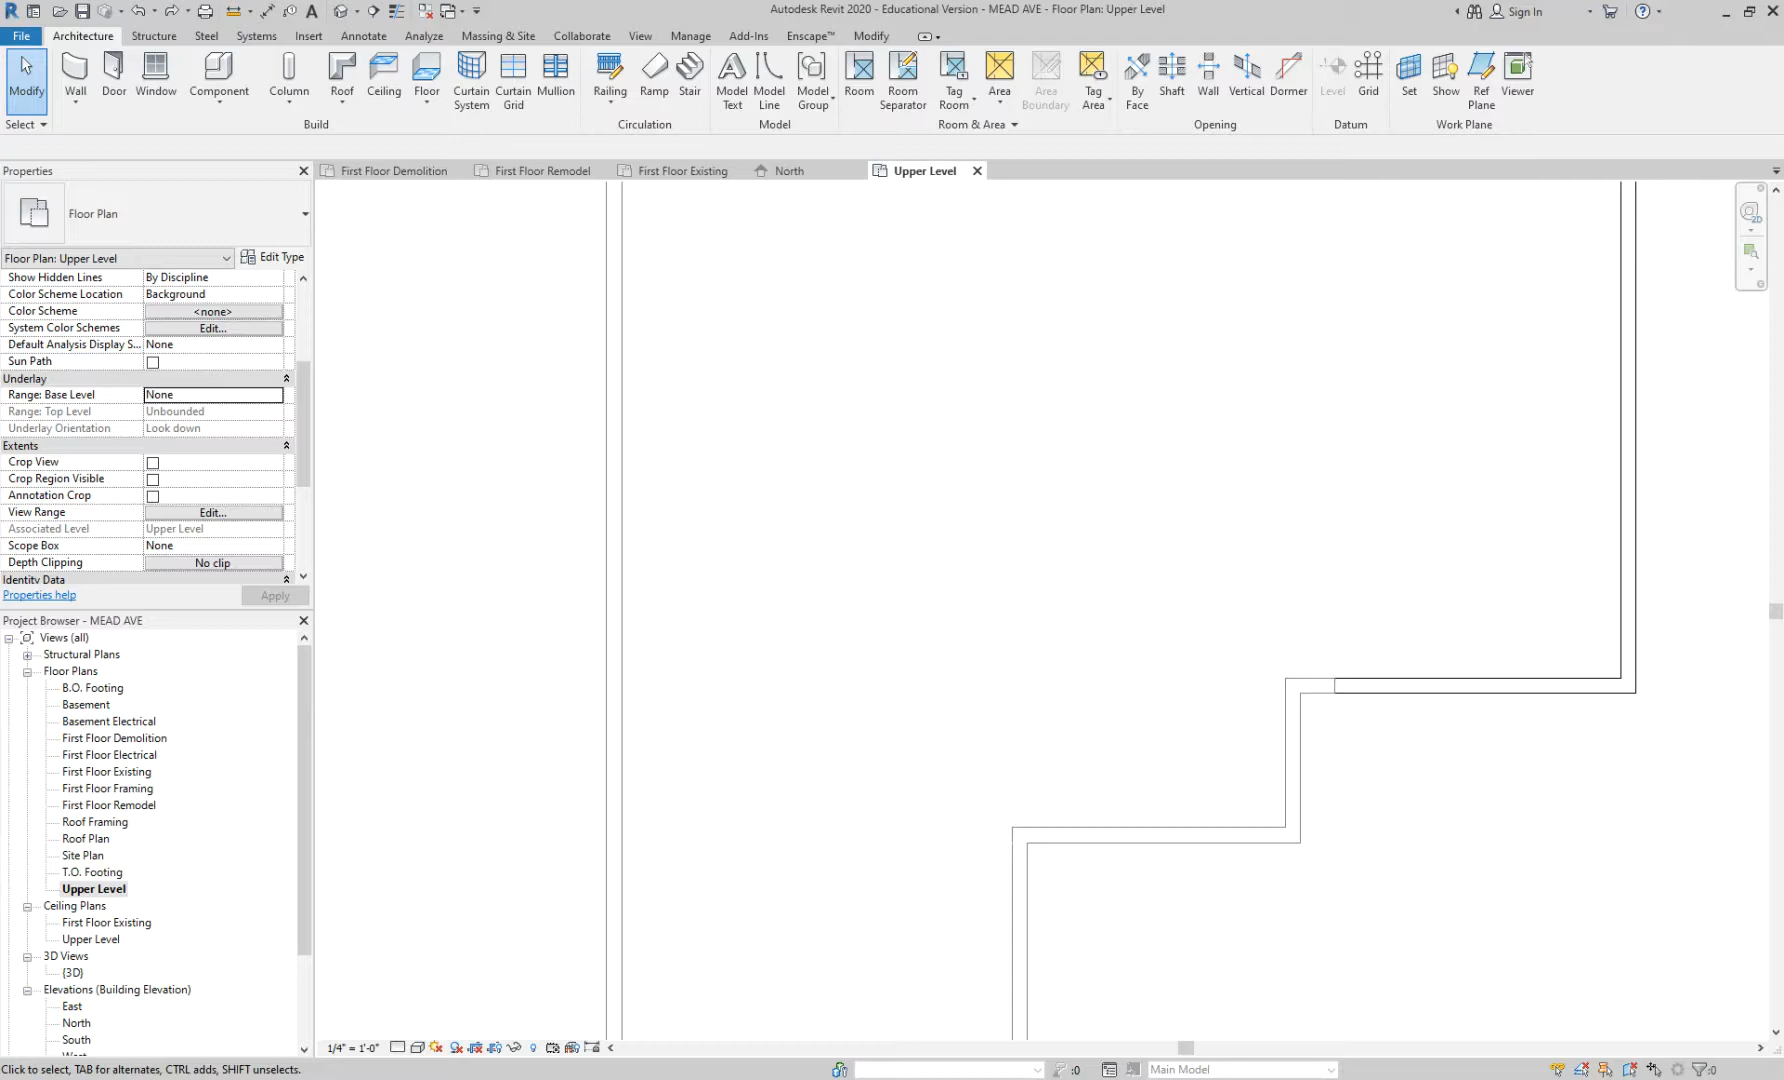 Autodesk Revit 2020 - Educational Version - MEAD AVE - Floor Plan: Upper Level
Sign In
File Architecture Structure Steel Systems Insert Annotate Analyze Massing & Site Collaborate View Manage Add-Ins Enscape™ Modify
Modify Wall Door Window Component Column Roof Ceiling Floor Curtain System Curtain Grid Mullion Railing Ramp Stair Model Text Model Line Model Group Room Room Separator Tag Room Area Area Boundary Tag Area By Face Shaft Wall Vertical Dormer Level Grid Set Show Ref Plane Viewer
Select Build Circulation Model Room & Area Opening Datum Work Plane
Properties
First Floor Demolition First Floor Remodel First Floor Existing North Upper Level
Floor Plan
Floor Plan: Upper Level Edit Type
Show Hidden Lines By Discipline
Color Scheme Location Background
Color Scheme <none>
System Color Schemes Edit...
Default Analysis Display S... None
Sun Path
Underlay
Range: Base Level None
Range: Top Level Unbounded
Underlay Orientation Look down
Extents
Crop View
Crop Region Visible
Annotation Crop
View Range Edit...
Associated Level Upper Level
Scope Box None
Depth Clipping No clip
Identity Data
Properties help Apply
Project Browser - MEAD AVE
Views (all)
Structural Plans
Floor Plans
B.O. Footing
Basement
Basement Electrical
First Floor Demolition
First Floor Electrical
First Floor Existing
First Floor Framing
First Floor Remodel
Roof Framing
Roof Plan
Site Plan
T.O. Footing
Upper Level
Ceiling Plans
First Floor Existing
Upper Level
3D Views
{3D}
Elevations (Building Elevation)
East
North
South
West
1/4" = 1'-0"
Click to select, TAB for alternates, CTRL adds, SHIFT unselects.
:0
Main Model
:0